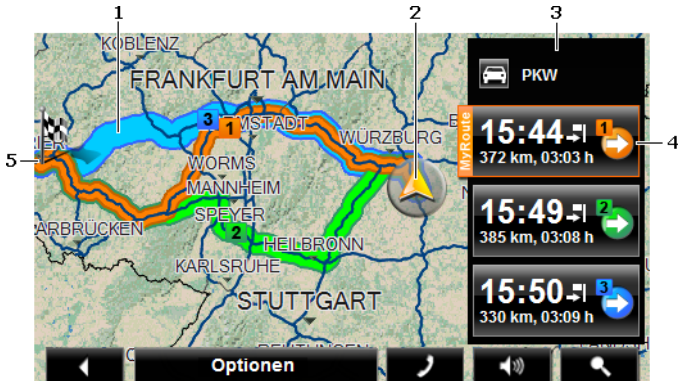 1
2
3
KOBLENZ
PKW
FRANKFURT AM MAIN
3
1
MSTADT
WÜRZBURG
MyRoute
15:44
1
372 km, 03:03 h
4
5
IER
WORMS
MANNHEIM
SPEYER
2
ARBRÜCKEN
HEILBRONN
KARLSRUHE
15:49
2
385 km, 03:08 h
STUTTGART
15:50
3
330 km, 03:09 h
Optionen